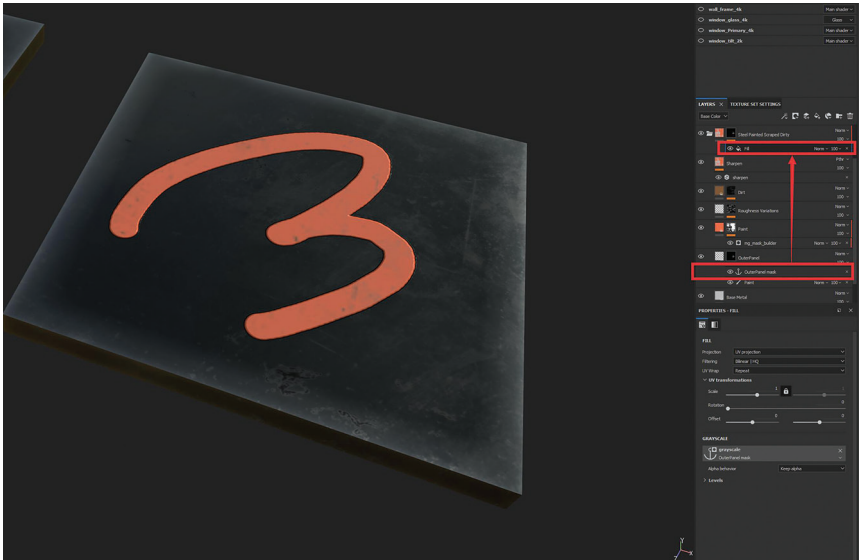 wall_frame_4k Main shader
window_glass_4k Glass
window_Primary_4k Main shader
window_tilt_2k Main shader
LAYERS × TEXTURE SET SETTINGS
Base Color
Steel Painted Scraped Dirty Norm 100
Fill Norm 100 ×
Sharpen 100
sharpen
Dirt Norm 100
Roughness Variations Norm 100
Paint Norm 100
mg_mask_builder Norm 100 ×
OuterPanel Norm
OuterPanel mask ×
Paint Norm 100 ×
Base Metal Norm 100
PROPERTIES - FILL
FILL
Projection UV projection
Filtering Bilinear | HQ
UV Wrap Repeat
UV transformations
Scale 1
Rotation 0
Offset 0 0
GRAYSCALE
grayscale
OuterPanel mask
Alpha behavior Keep alpha
Levels
3
Y
X
Z